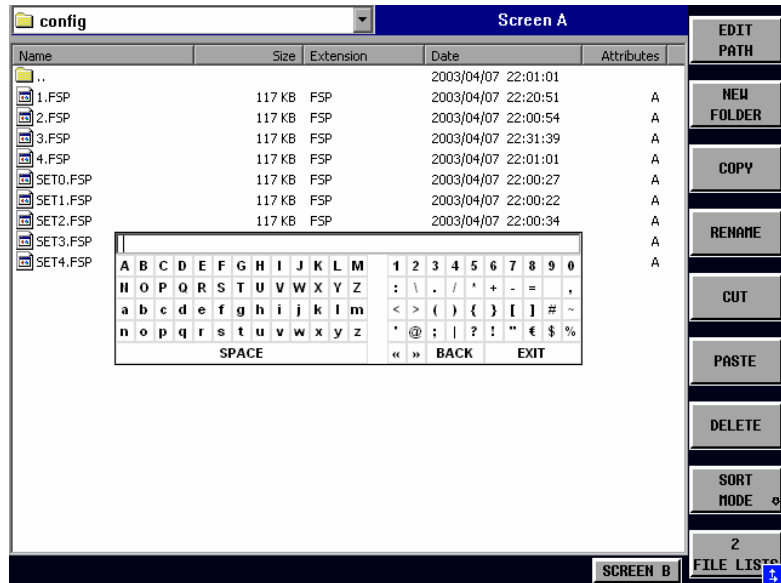 config
Screen A
Name Size Extension Date Attributes
.. 2003/04/07 22:01:01
1.FSP 117 KB FSP 2003/04/07 22:20:51 A
2.FSP 117 KB FSP 2003/04/07 22:00:54 A
3.FSP 117 KB FSP 2003/04/07 22:31:39 A
4.FSP 117 KB FSP 2003/04/07 22:01:01 A
SET0.FSP 117 KB FSP 2003/04/07 22:00:27 A
SET1.FSP 117 KB FSP 2003/04/07 22:00:22 A
SET2.FSP 117 KB FSP 2003/04/07 22:00:34 A
SET3.FSP A
SET4.FSP A
A B C D E F G H I J K L M 1 2 3 4 5 6 7 8 9 0
N O P Q R S T U V W X Y Z : \ . / * + - = ,
a b c d e f g h i j k l m < > ( ) { } [ ] # ~
n o p q r s t u v w x y z ' @ ; | ? ! " € $ %
SPACE « » BACK EXIT
EDIT
PATH
NEW
FOLDER
COPY
RENAME
CUT
PASTE
DELETE
SORT
MODE
2
FILE LISTS
SCREEN B